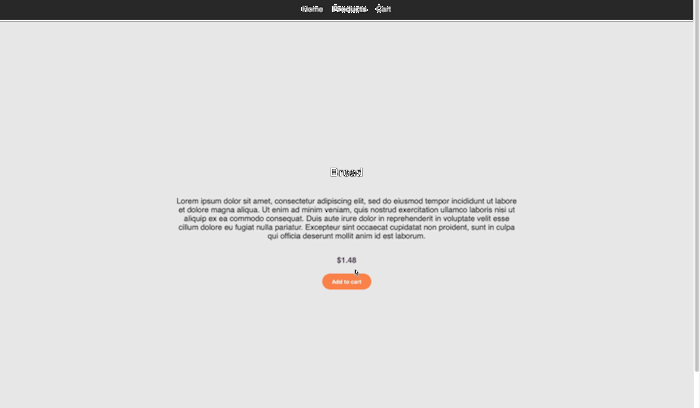 Home Products Cart
Bread
Lorem ipsum dolor sit amet, consectetur adipiscing elit, sed do eiusmod tempor incididunt ut labore
et dolore magna aliqua. Ut enim ad minim veniam, quis nostrud exercitation ullamco laboris nisi ut
aliquip ex ea commodo consequat. Duis aute irure dolor in reprehenderit in voluptate velit esse
cillum dolore eu fugiat nulla pariatur. Excepteur sint occaecat cupidatat non proident, sunt in culpa
qui officia deserunt mollit anim id est laborum.
$1.48
Add to cart